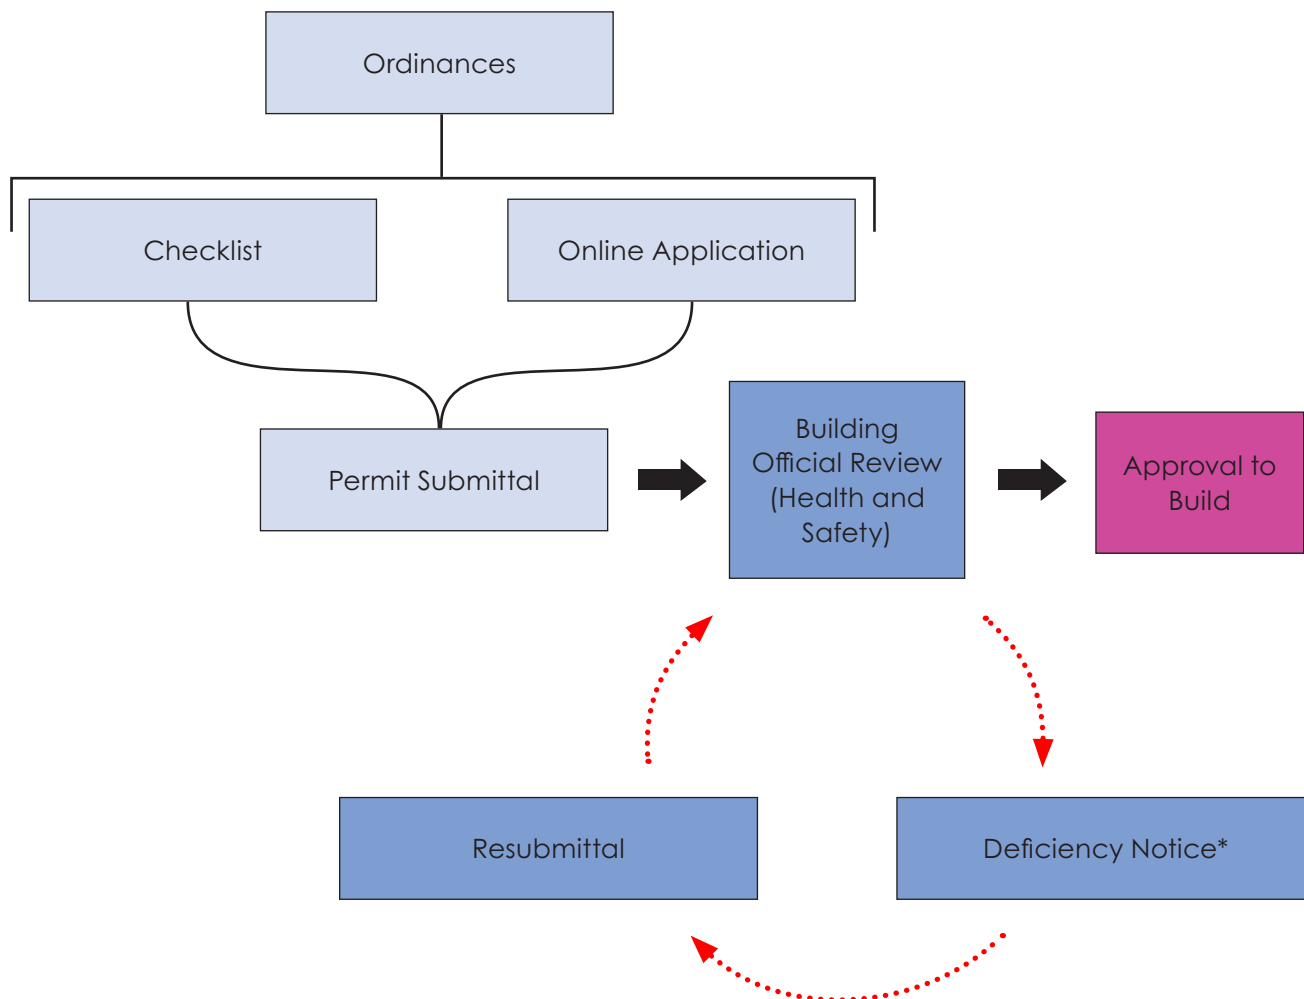 Ordinances
Checklist
Online Application
Permit Submittal
Building
Official Review
(Health and
Safety)
Approval to
Build
Resubmittal
Deficiency Notice*